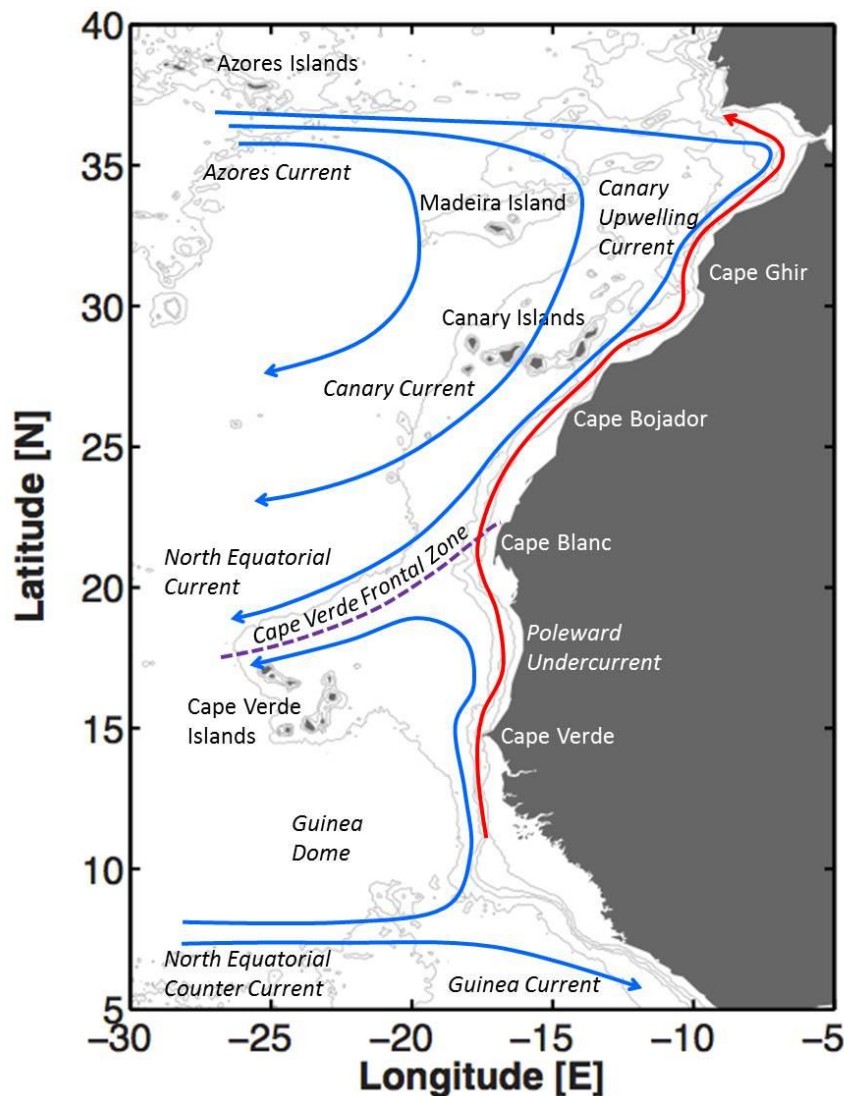 40
Azores Islands
35
Azores Current
Madeira Island
Canary
Upwelling
Current
Cape Ghir
30
Canary Islands
Canary Current
Cape Bojador
25
Latitude [N]
North Equatorial
Current
Cape Verde Frontal Zone
Cape Blanc
20
Poleward
Undercurrent
Cape Verde
Islands
Cape Verde
15
Guinea
Dome
10
North Equatorial
Counter Current
Guinea Current
5
−30
−25
−20
−15
−10
−5
Longitude [E]